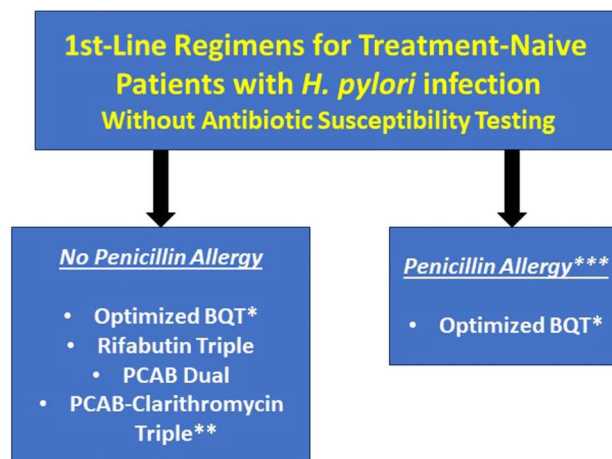 1st-Line Regimens for Treatment-Naive
Patients with H. pylori infection
Without Antibiotic Susceptibility Testing
No Penicillin Allergy
• Optimized BQT*
• Rifabutin Triple
• PCAB Dual
• PCAB-Clarithromycin
Triple**
Penicillin Allergy***
• Optimized BQT*